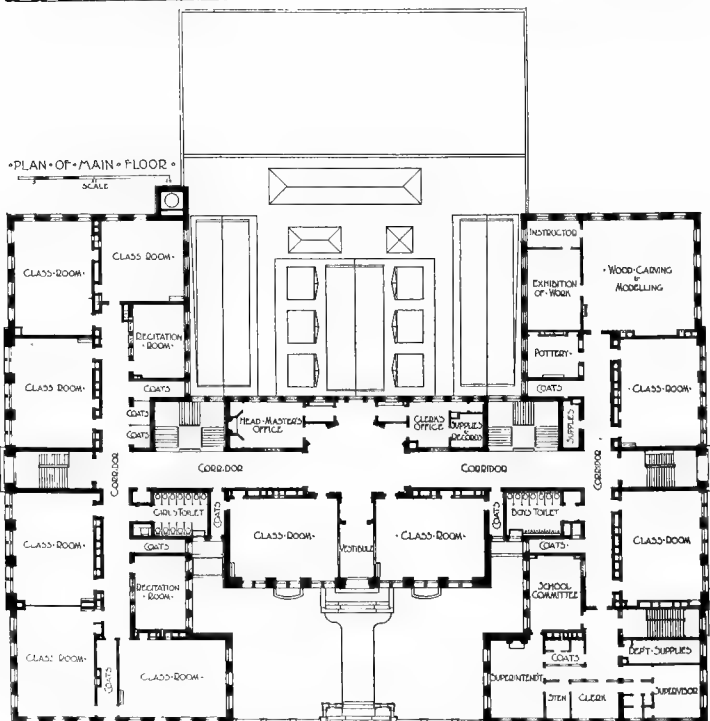 ·PLAN·OF·MAIN·FLOOR·
SCALE
CLASS·ROOM·
CLASS ROOM·
INSTRUCTOR
EXHIBITION
OF·WORK
·WOOD·CARVING
&
MODELLING
RECITATION
·ROOM·
POTTERY·
CLASS ROOM·
COATS
COATS
CLASS·ROOM·
COATS
COATS
HEAD·MASTER'S
OFFICE
CLERK'S
OFFICE
SUPPLIES
&
RECORDS
SUPPLIES
CORRIDOR
CORRIDOR
CORRIDOR
CORRIDOR
GIRLS TOILET
COATS
CLASS·ROOM·
VESTIBULE
·CLASS·ROOM·
COATS
BOYS TOILET
CLASS·ROOM·
COATS
COATS·
CLASS·ROOM
RECITATION
·ROOM·
SCHOOL
COMMITTEE
CLASS ROOM·
COATS
CLASS·ROOM·
SUPERINTENDT
COATS
DEPT·SUPPLIES
STEN
CLERK
SUPERVISOR